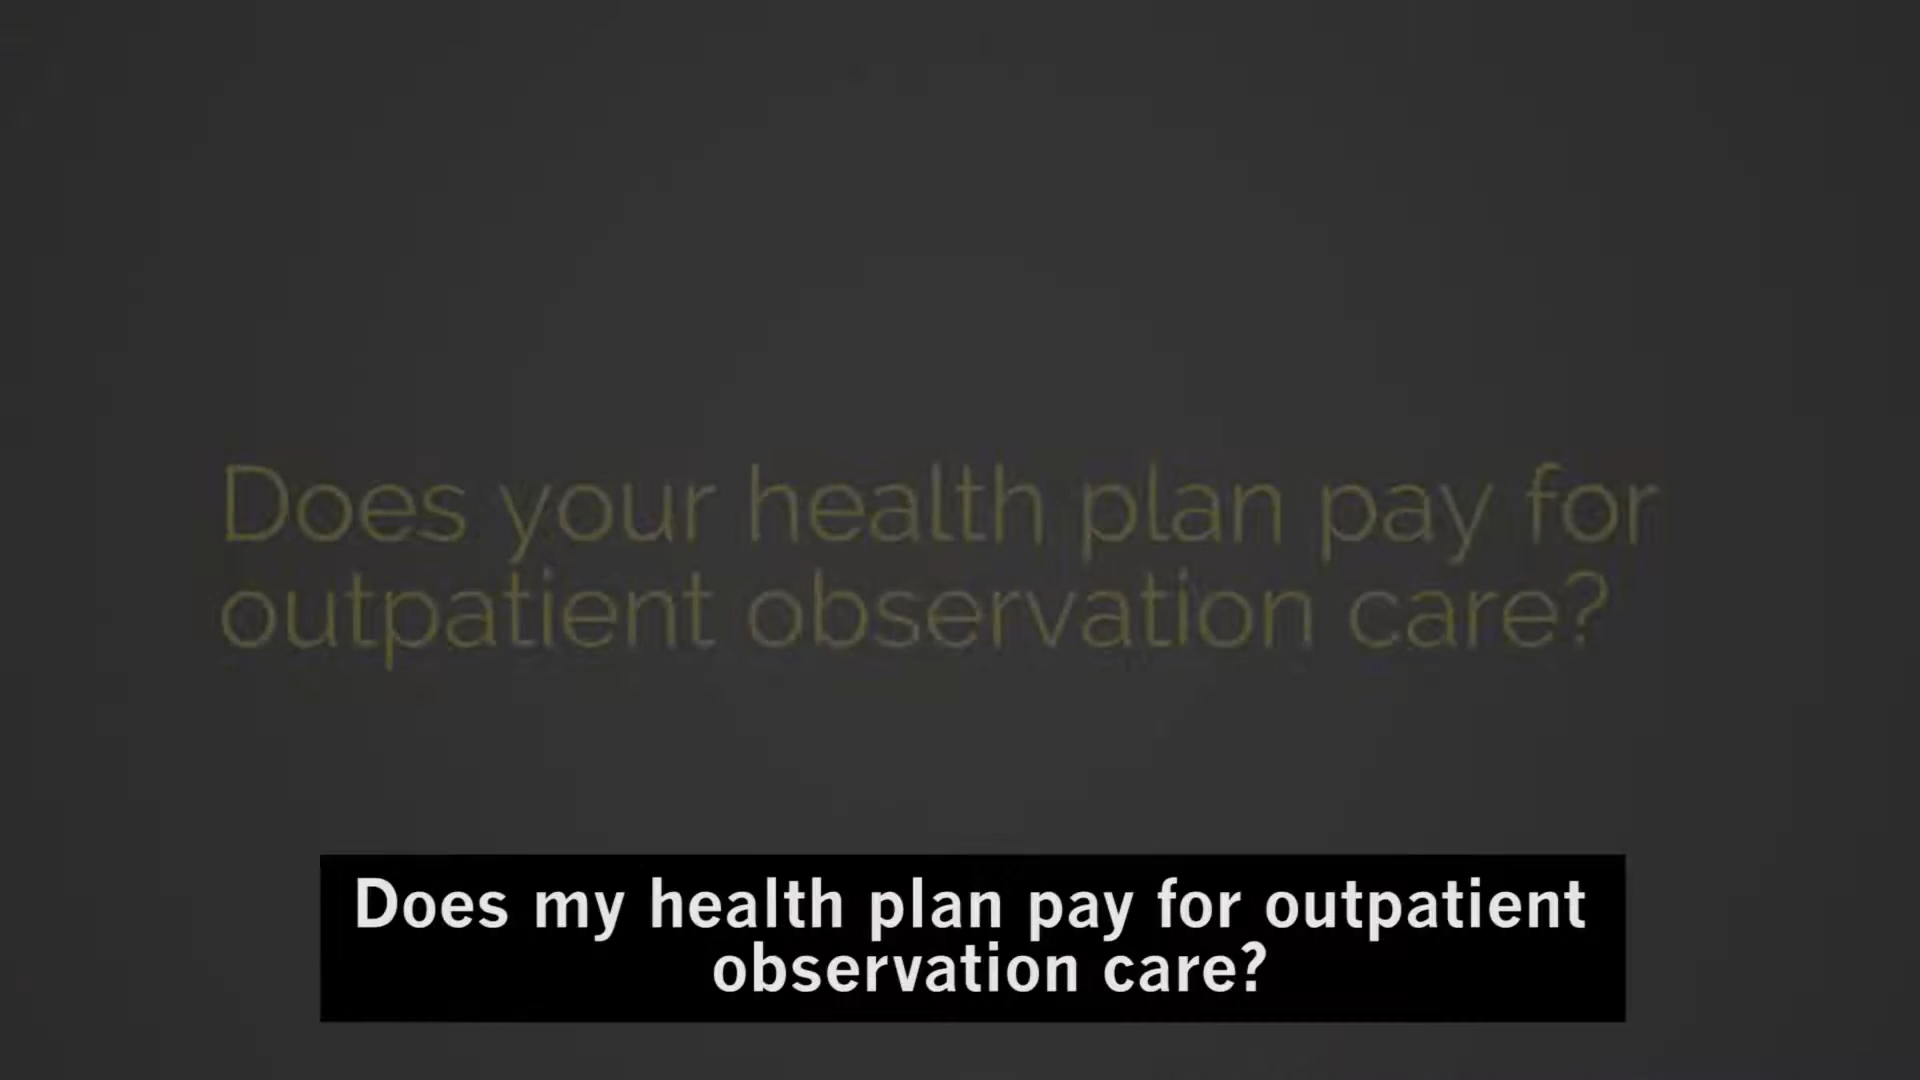 Does your health plan pay for
outpatient observation care?
Does my health plan pay for outpatient
observation care?